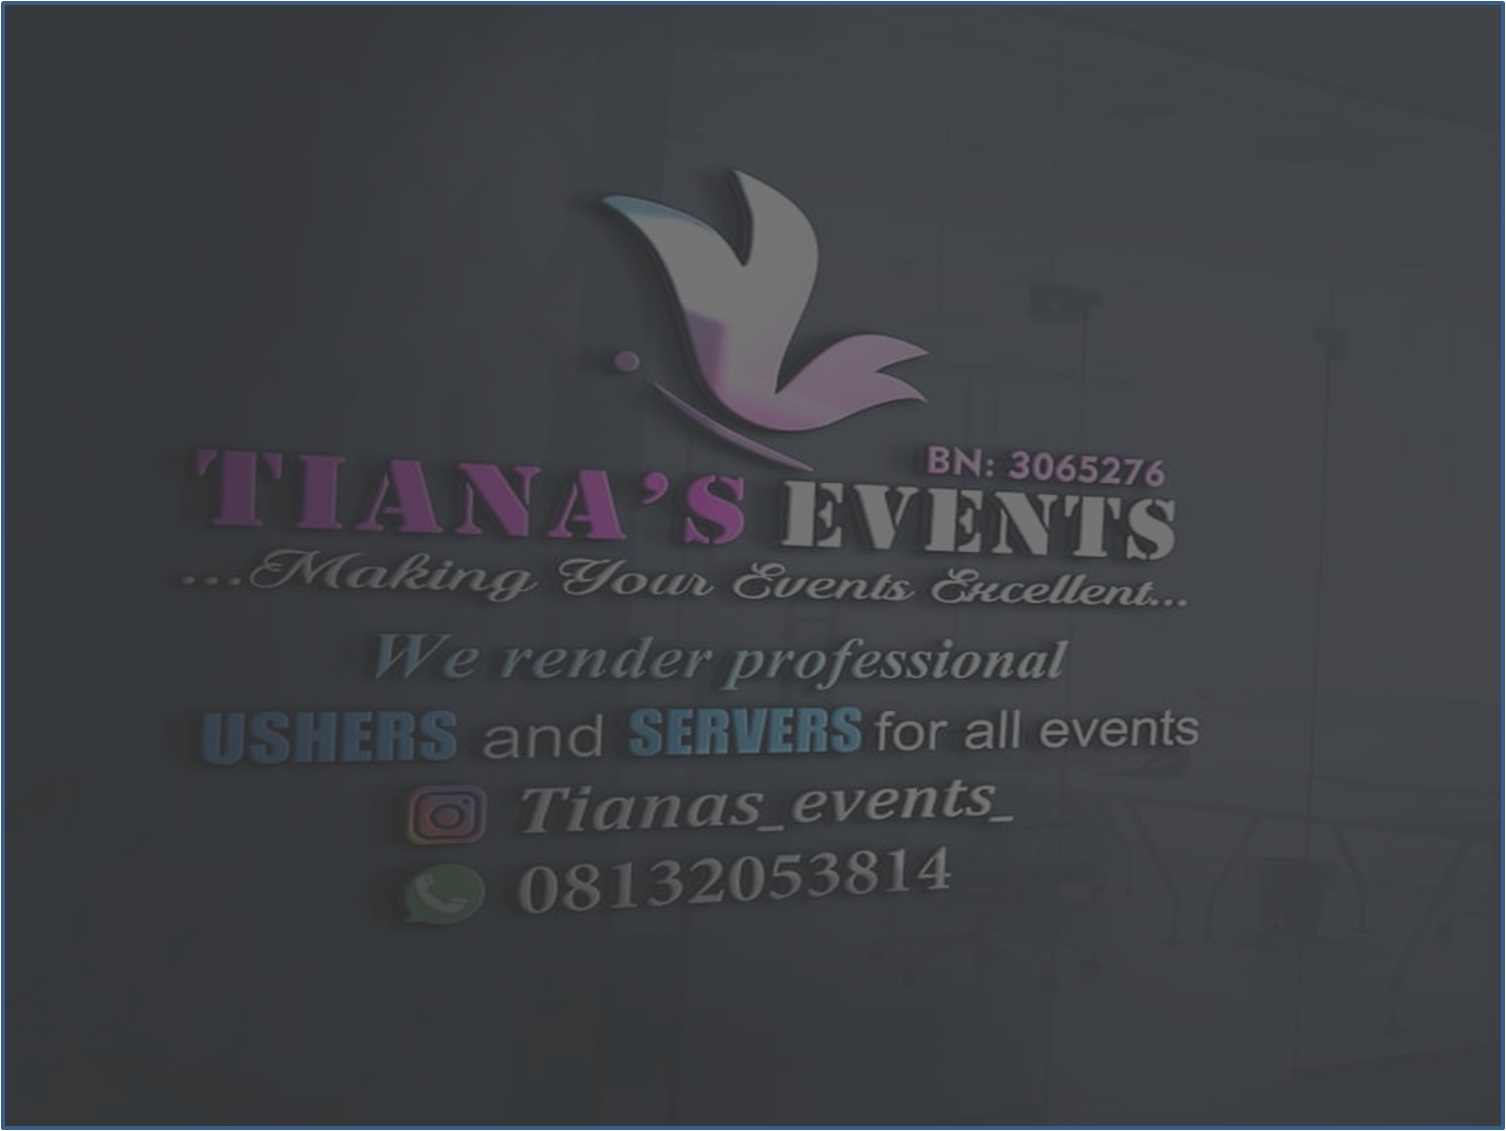 BN: 3065276
TIANA'S EVENTS
...Making Your Events Excellent...
We render professional
USHERS and SERVERS for all events
Tianas_events_
08132053814